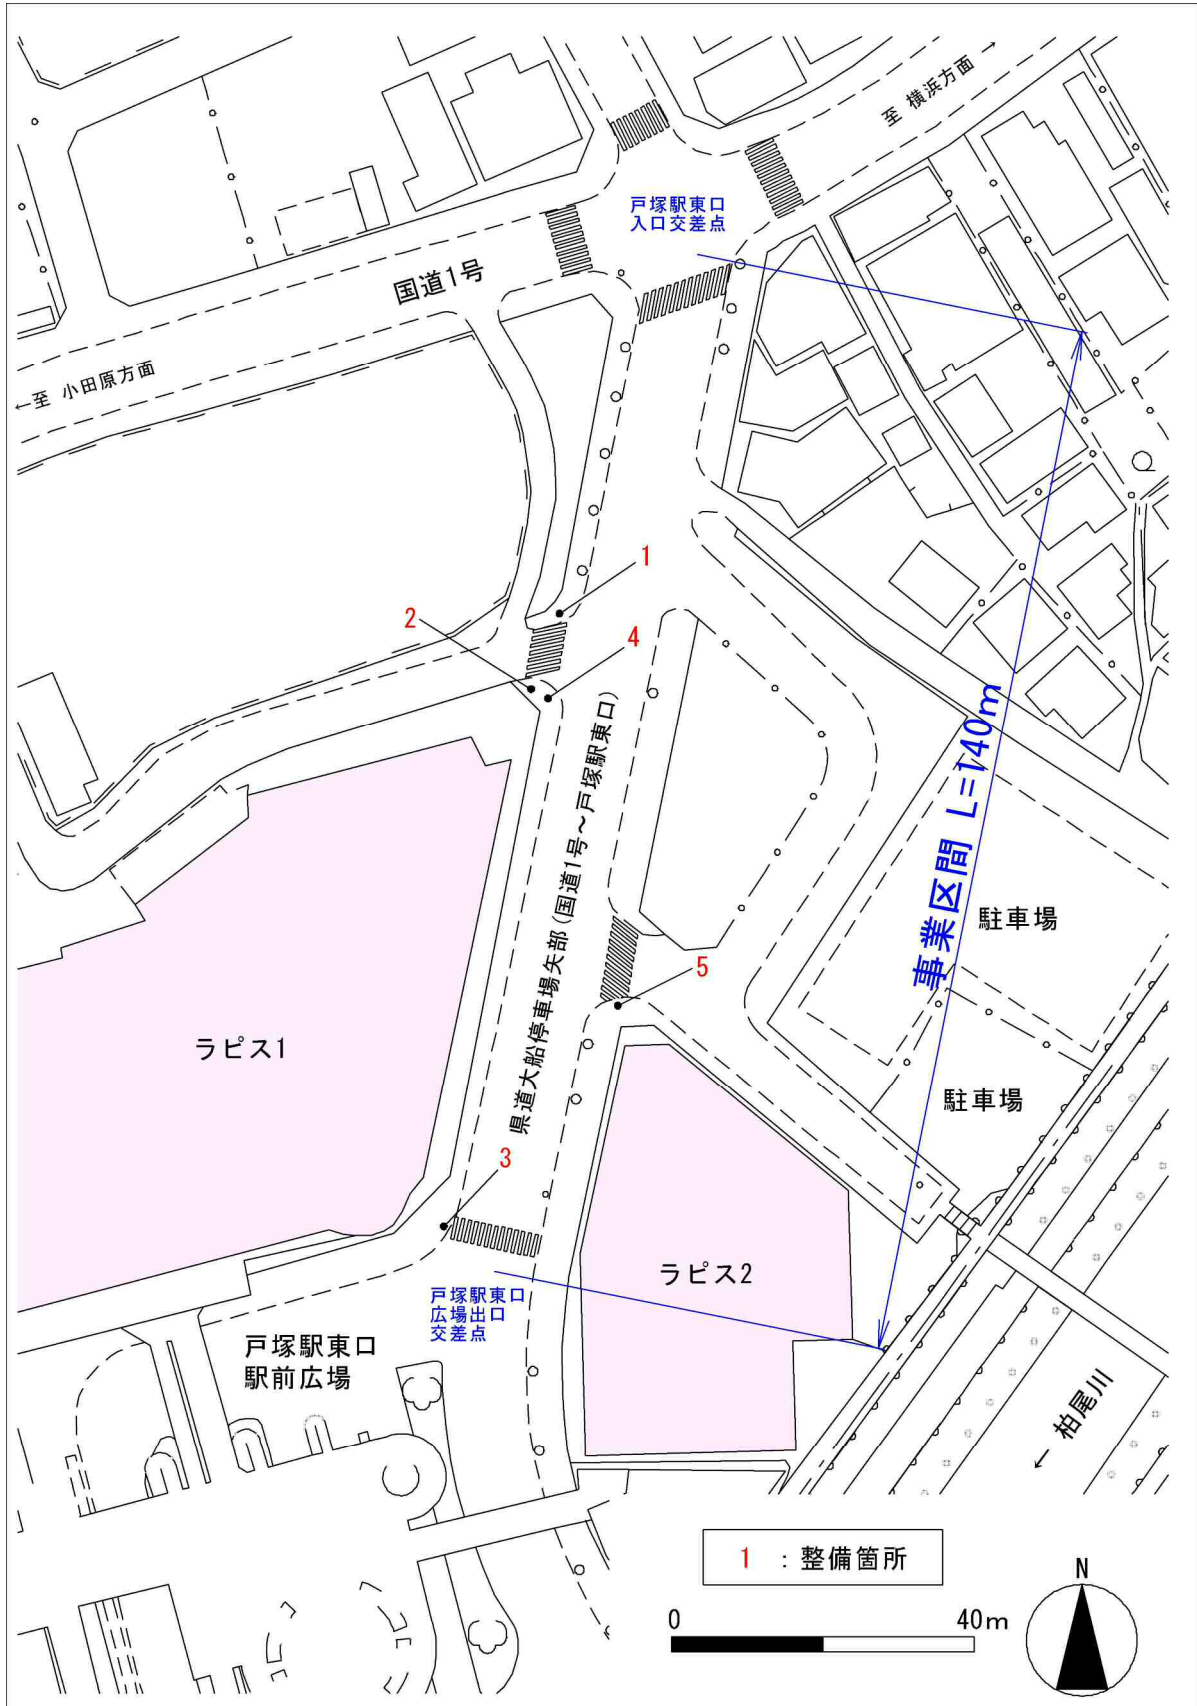 至 横浜方面 →
戸塚駅東口
入口交差点
国道1号
←至 小田原方面
1
2
4
県道大船停車場矢部(国道1号～戸塚駅東口)
事業区間 L=140m
駐車場
5
ラピス1
駐車場
3
ラピス2
戸塚駅東口
広場出口
交差点
戸塚駅東口
駅前広場
← 柏尾川
1 : 整備箇所
N
0 40m